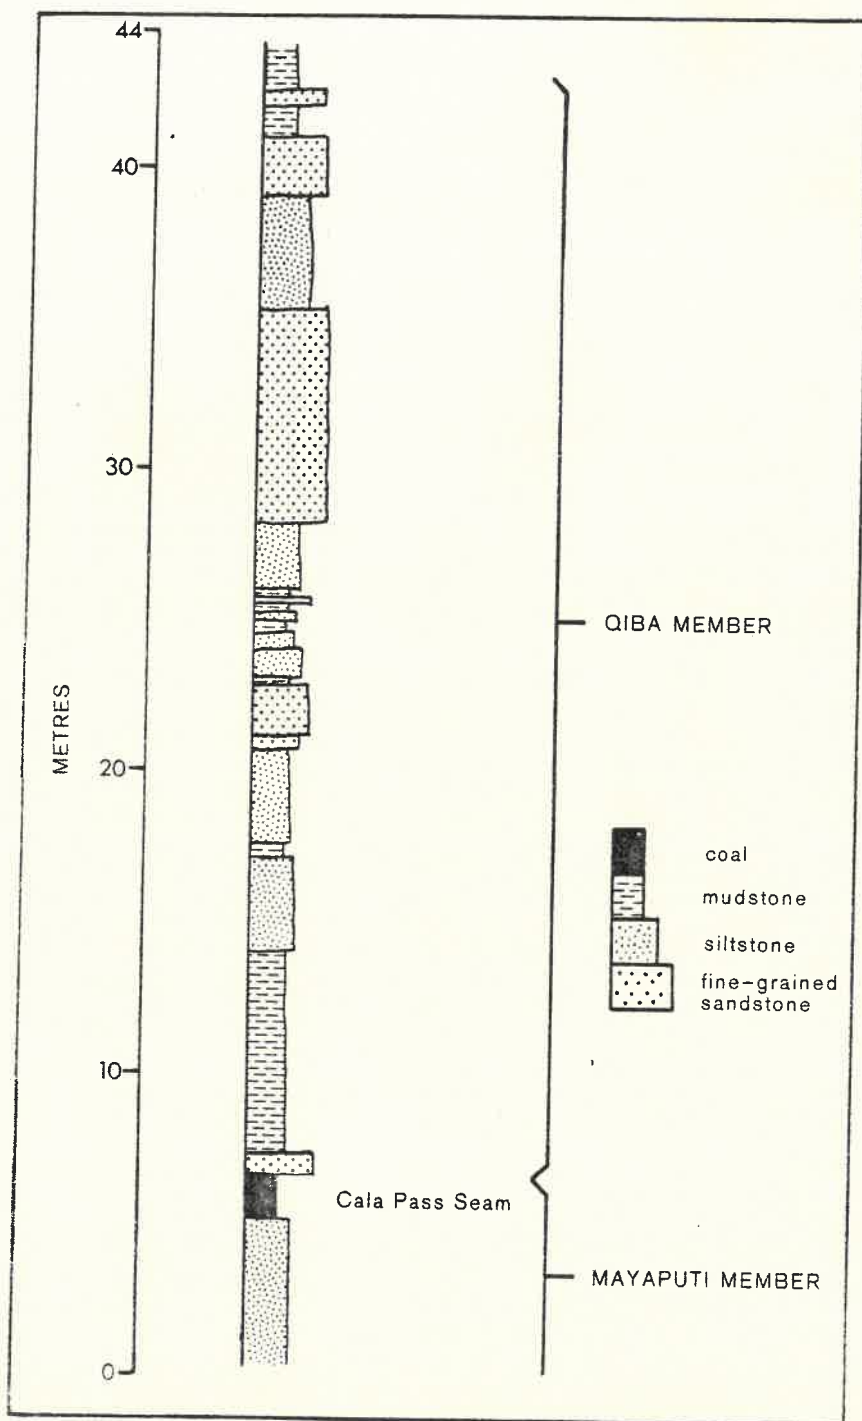 44
40
30
20
10
0
METRES
QIBA MEMBER
coal
mudstone
siltstone
fine-grained
sandstone
Cala Pass Seam
MAYAPUTI MEMBER